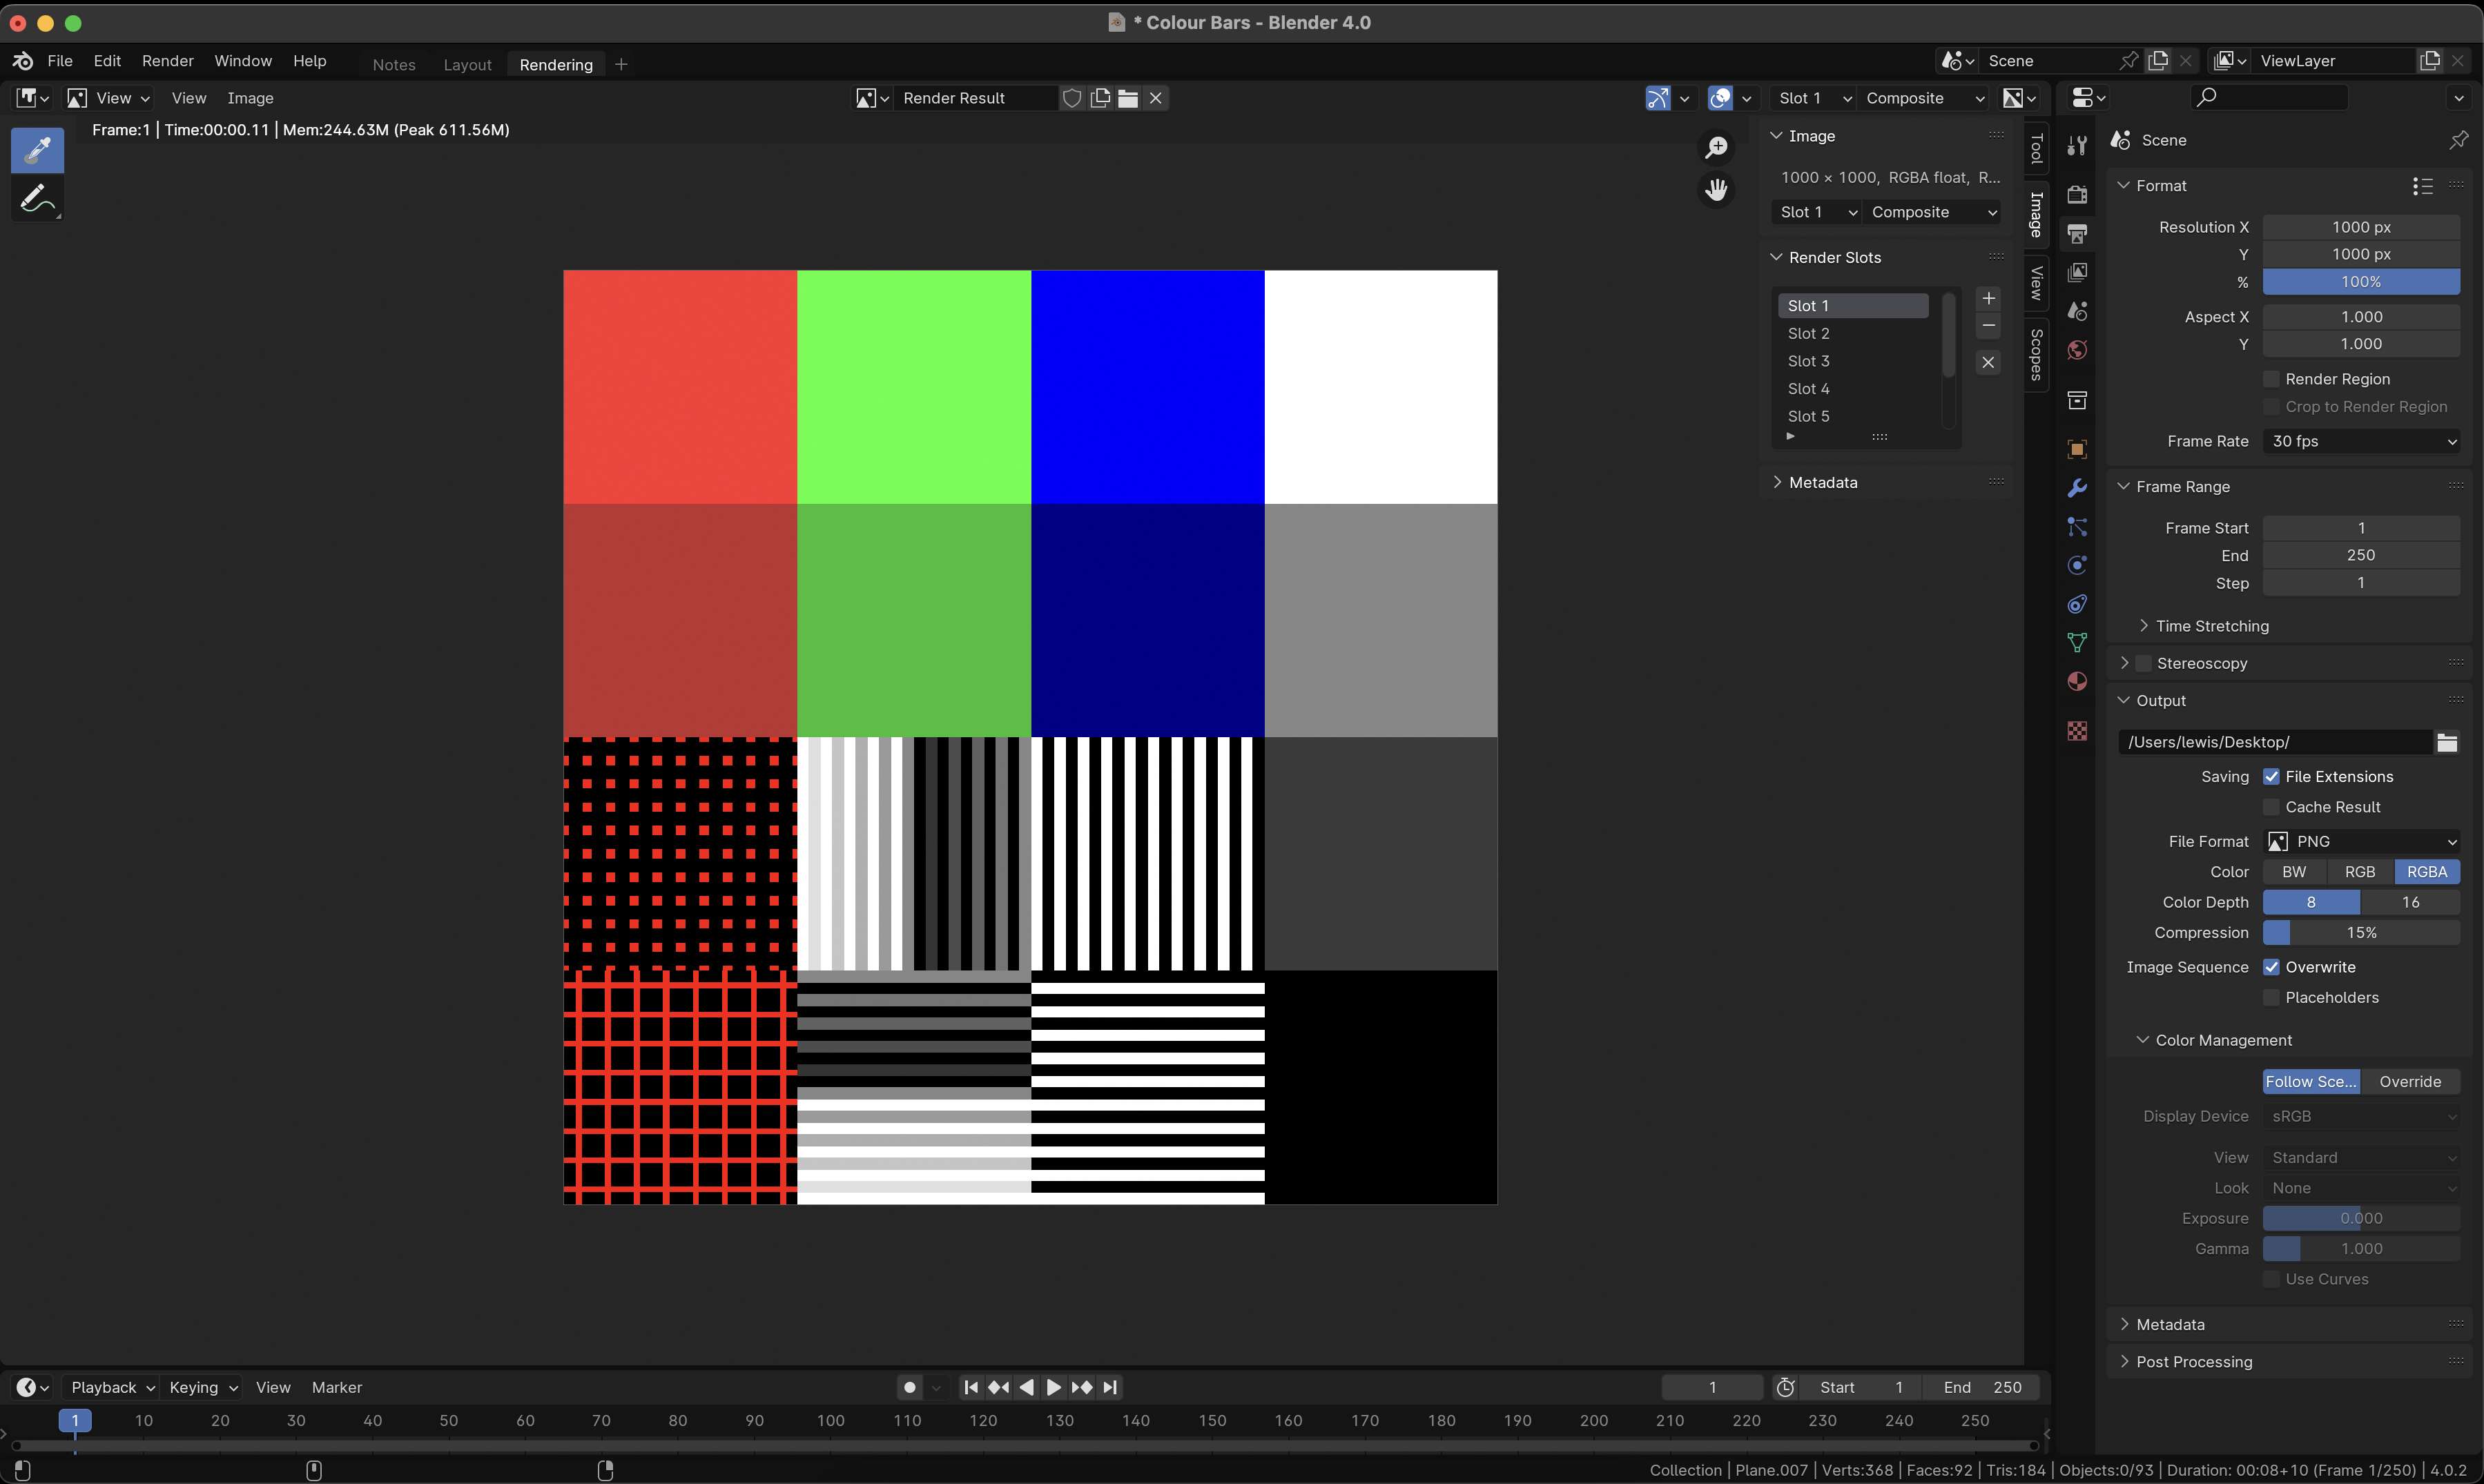 * Colour Bars - Blender 4.0
File Edit Render Window Help Notes Layout Rendering + Scene ViewLayer
View View Image Render Result Slot 1 Composite
Frame:1 | Time:00:00.11 | Mem:244.63M (Peak 611.56M)
Image
1000 × 1000, RGBA float, R...
Slot 1 Composite
Render Slots
Slot 1
Slot 2
Slot 3
Slot 4
Slot 5
Metadata
Tool
Image
View
Scopes
Scene
Format
Resolution X 1000 px
Y 1000 px
% 100%
Aspect X 1.000
Y 1.000
Render Region
Crop to Render Region
Frame Rate 30 fps
Frame Range
Frame Start 1
End 250
Step 1
Time Stretching
Stereoscopy
Output
/Users/lewis/Desktop/
Saving File Extensions
Cache Result
File Format PNG
Color BW RGB RGBA
Color Depth 8 16
Compression 15%
Image Sequence Overwrite
Placeholders
Color Management
Follow Sce... Override
Display Device sRGB
View Standard
Look None
Exposure 0.000
Gamma 1.000
Use Curves
Metadata
Post Processing
Playback Keying View Marker 1 Start 1 End 250
1 10 20 30 40 50 60 70 80 90 100 110 120 130 140 150 160 170 180 190 200 210 220 230 240 250
Collection | Plane.007 | Verts:368 | Faces:92 | Tris:184 | Objects:0/93 | Duration: 00:08+10 (Frame 1/250) | 4.0.2